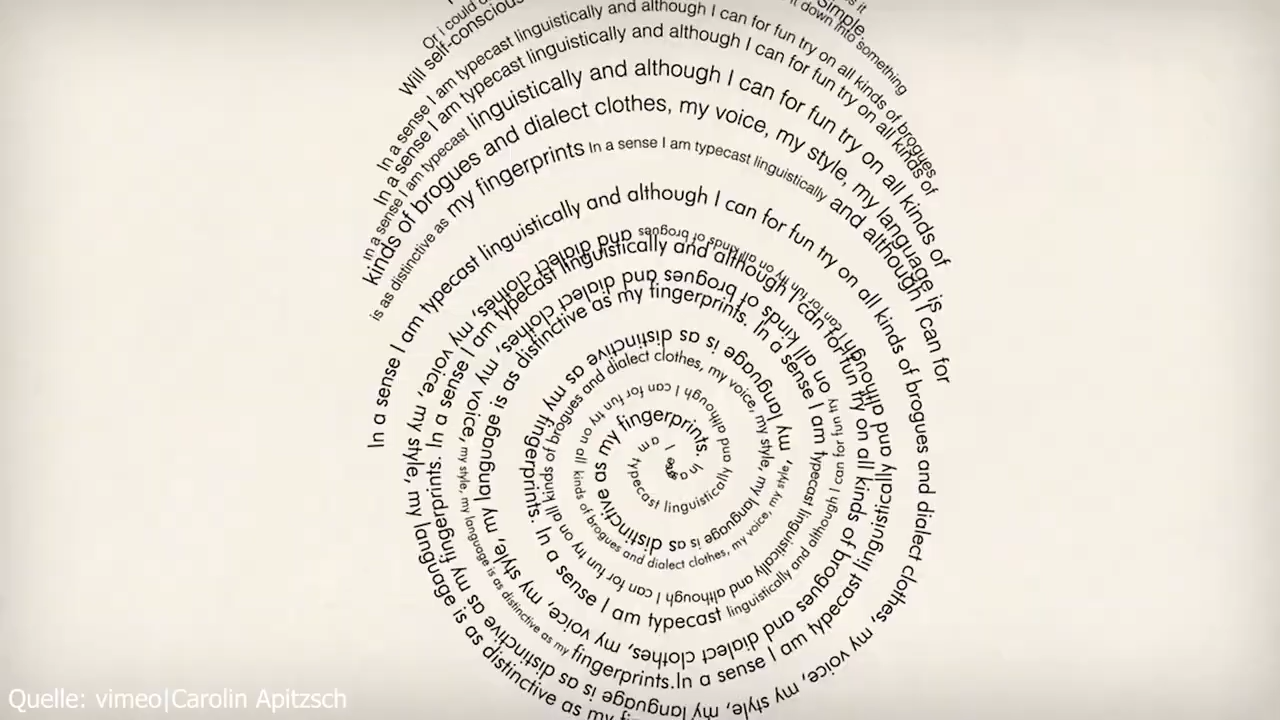 s it
Simple.
it down into something
Or i could
Will self-conscious
In a sense I am typecast linguistically and although I can for fun try on all kinds of brogues
In a sense I am typecast linguistically and although I can for fun try on all kinds of
In a sense I am typecast linguistically and although I can for fun try on all kinds of
kinds of brogues and dialect clothes, my voice, my style, my language is
is as distinctive as my fingerprints In a sense I am typecast linguistically and although I can for
In a sense I am typecast linguistically and although I can for fun try on all kinds of brogues and dialect clothes, my voice, my style, my language is as distinctive as my fingerprints. In a sense I am typecast linguistically and although I can for fun try on all kinds of brogues and dialect clothes, my voice, my style, my language is as distinctive as my fingerprints.
In a sense I am typecast linguistically and although I can for fun try on all kinds of brogues and dialect clothes, my voice, my style, my language is as distinctive as my fingerprints. In a sense I am typecast linguistically and although I can for fun try on all kinds of brogues and dialect clothes, my voice, my style, my language is as distinctive as my fingerprints.
In a sense I am typecast linguistically and although I can for fun try on all kinds of brogues and dialect clothes, my voice, my style, my language is as distinctive as my fingerprints.
Quelle: vimeo|Carolin Apitzsch